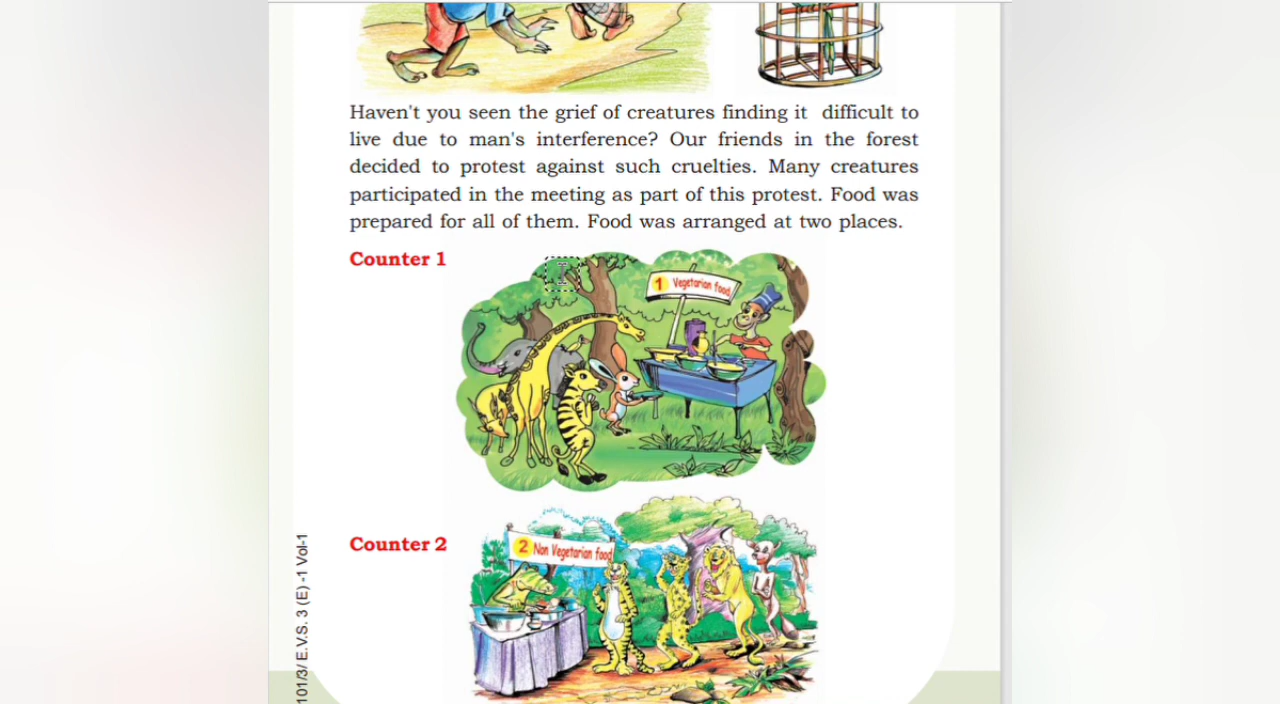 Haven't you seen the grief of creatures finding it difficult to
live due to man's interference? Our friends in the forest
decided to protest against such cruelties. Many creatures
participated in the meeting as part of this protest. Food was
prepared for all of them. Food was arranged at two places.
Counter 1
1 Vegetarian food
Counter 2
2 Non Vegetarian food
101/3/ E.V.S. 3 (E) -1 Vol-1